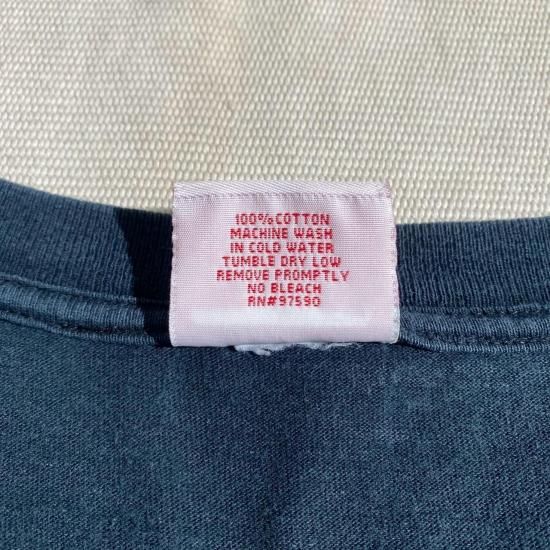 100% COTTON
MACHINE WASH
IN COLD WATER
TUMBLE DRY LOW
REMOVE PROMPTLY
NO BLEACH
RN#97590